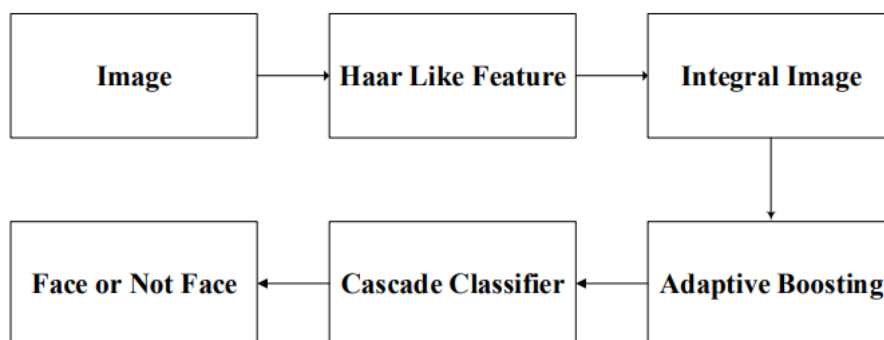 Image
Haar Like Feature
Integral Image
Adaptive Boosting
Cascade Classifier
Face or Not Face